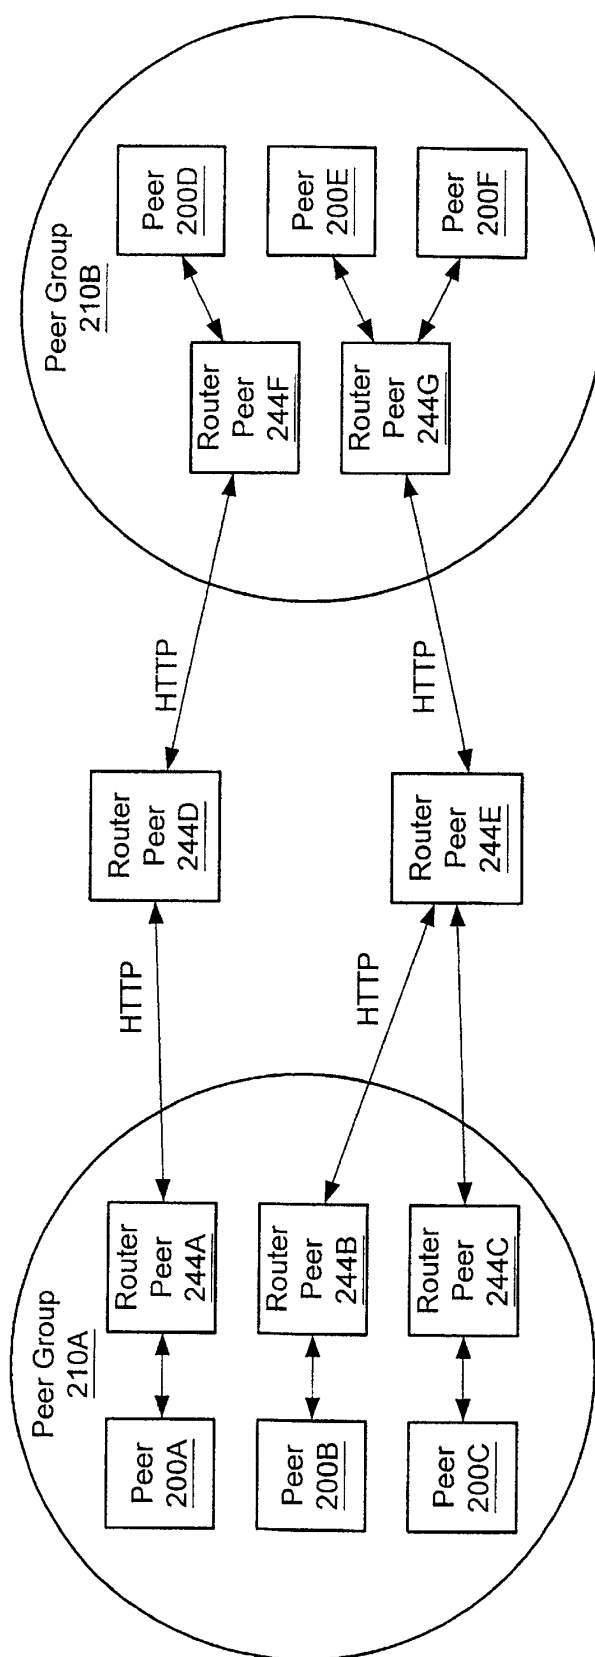 Peer Group
210A
Peer
200A
Peer
200B
Peer
200C
Router
Peer
244A
Router
Peer
244B
Router
Peer
244C
HTTP
HTTP
Router
Peer
244D
Router
Peer
244E
HTTP
HTTP
Peer Group
210B
Router
Peer
244F
Router
Peer
244G
Peer
200D
Peer
200E
Peer
200F